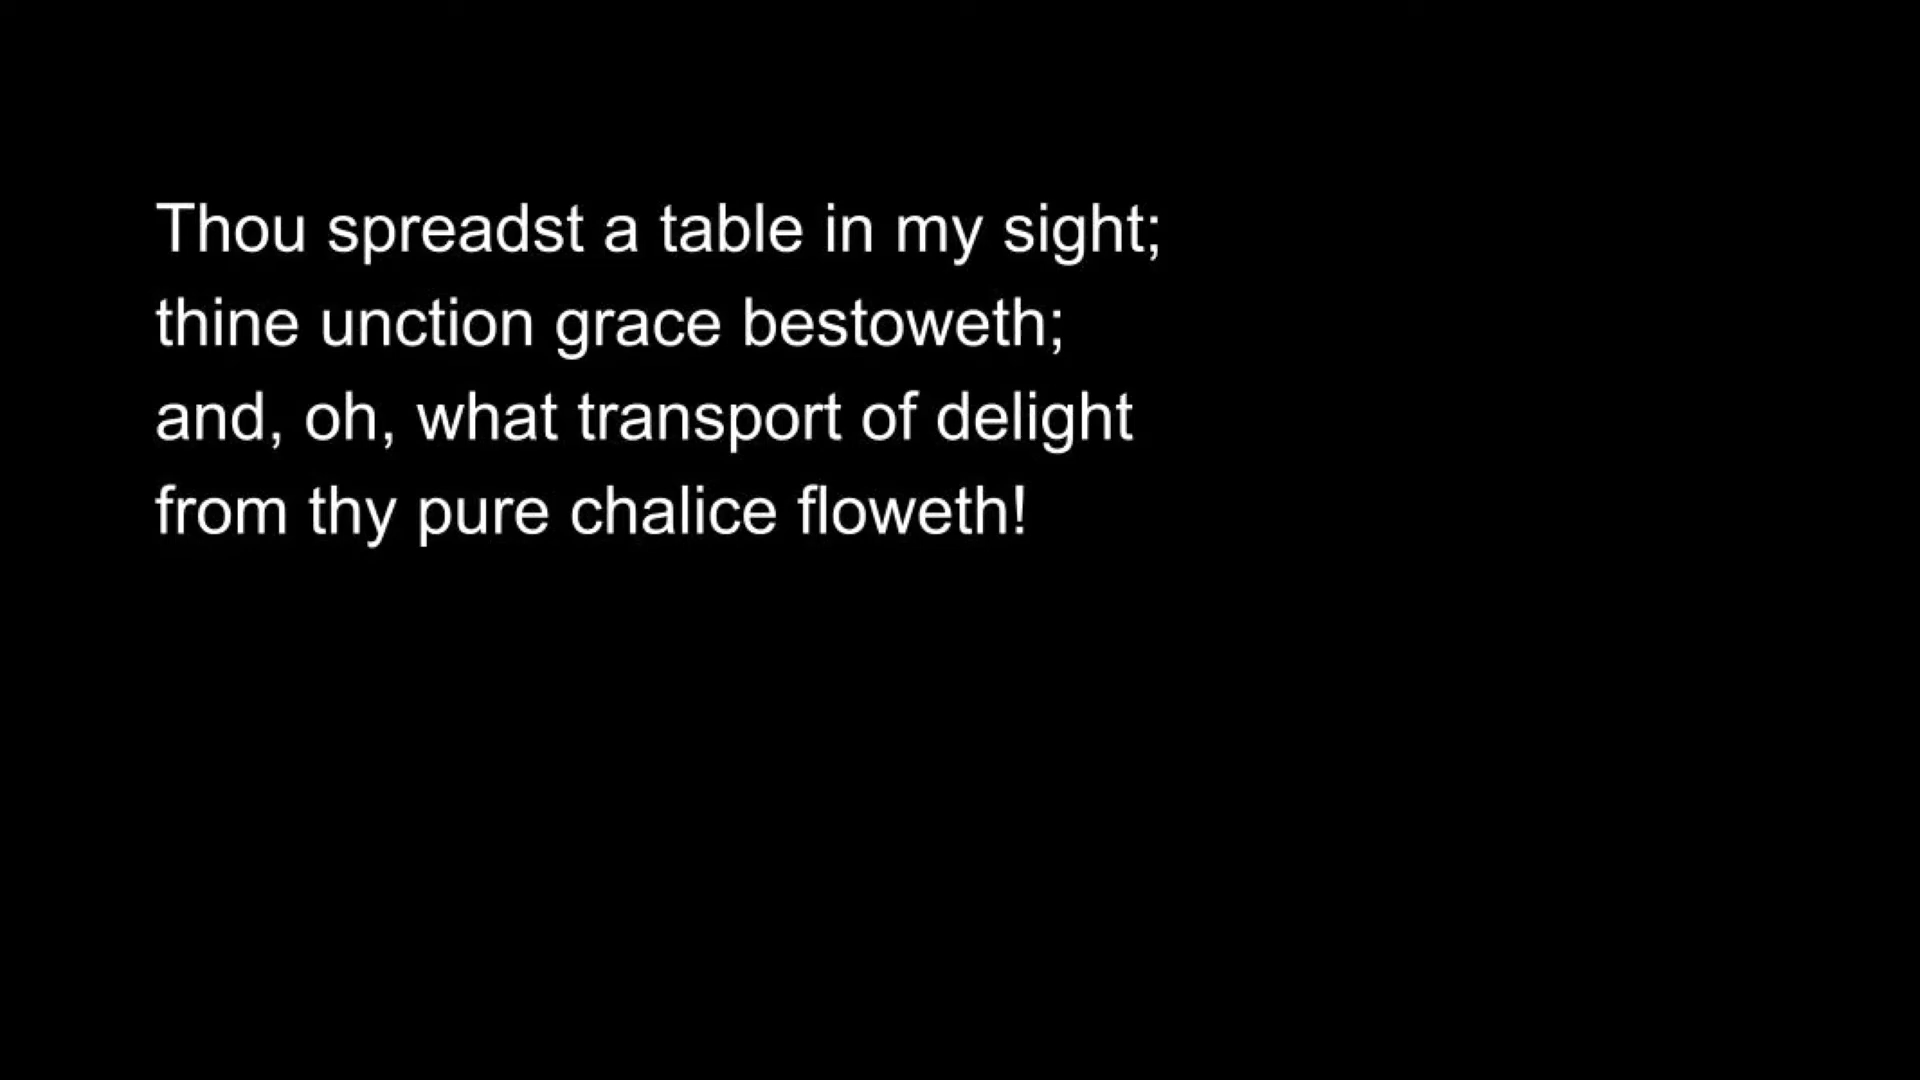 Thou spreadst a table in my sight;
thine unction grace bestoweth;
and, oh, what transport of delight
from thy pure chalice floweth!